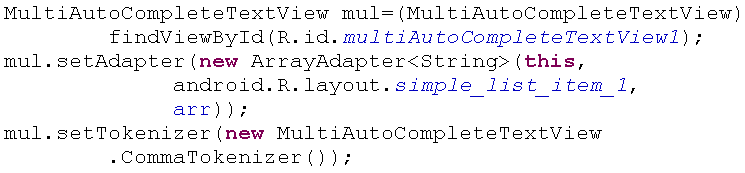 MultiAutoCompleteTextView mul=(MultiAutoCompleteTextView)
findViewById(R.id.multiAutoCompleteTextView1);
mul.setAdapter(new ArrayAdapter<String>(this,
android.R.layout.simple_list_item_1,
arr));
mul.setTokenizer(new MultiAutoCompleteTextView
.CommaTokenizer());